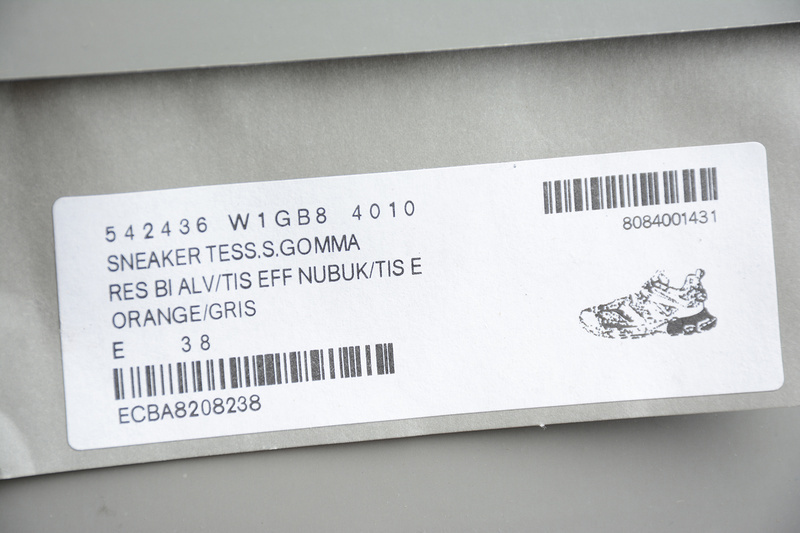 542436 W1GB8 4010
SNEAKER TESS.S.GOMMA
RES BI ALV/TIS EFF NUBUK/TIS E
ORANGE/GRIS
E 38
ECBA8208238
8084001431